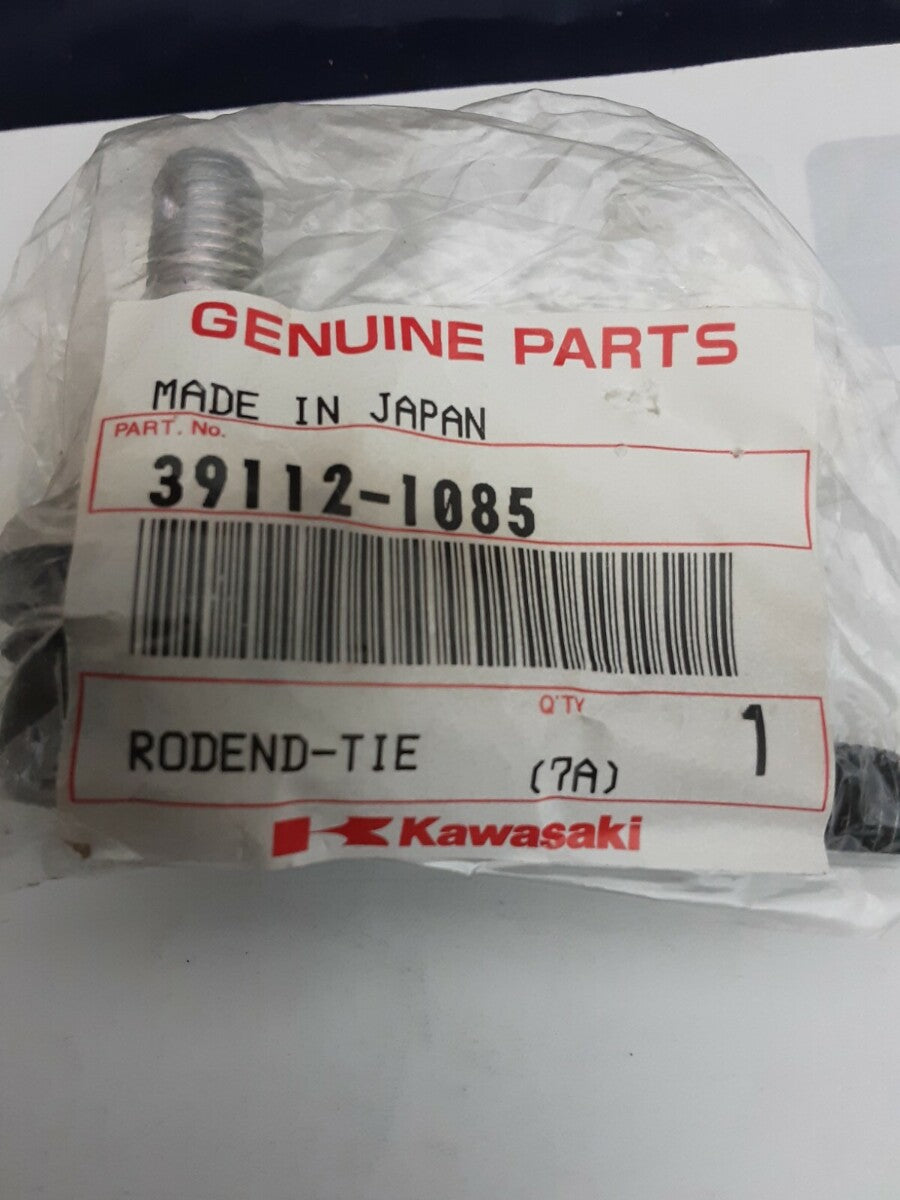 GENUINE PARTS
MADE IN JAPAN
PART. No.
39112-1085
Q'TY
RODEND-TIE (7A) 1
Kawasaki